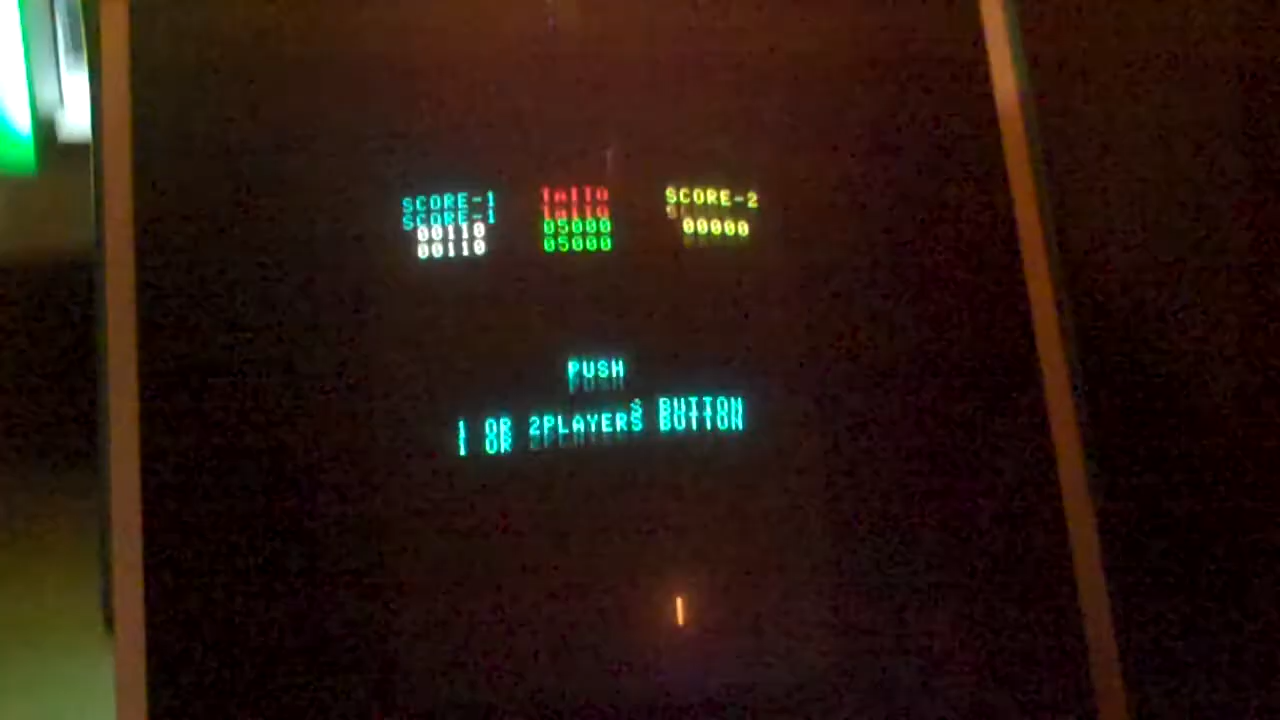 SCORE-1 TAITO SCORE-2
00110 05000 00000
PUSH
1 OR 2PLAYERS BUTTON